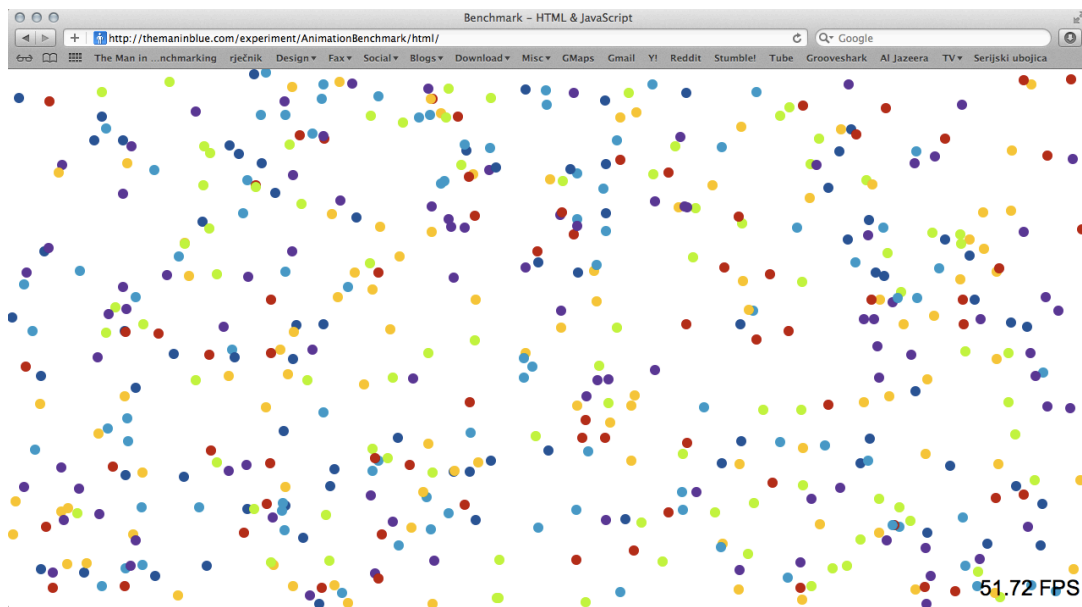 Benchmark – HTML & JavaScript
http://themaninblue.com/experiment/AnimationBenchmark/html/
Google
The Man in ...nchmarking rječnik Design Fax Social Blogs Download Misc GMaps Gmail Y! Reddit Stumble! Tube Grooveshark Al Jazeera TV Serijski ubojica
51.72 FPS